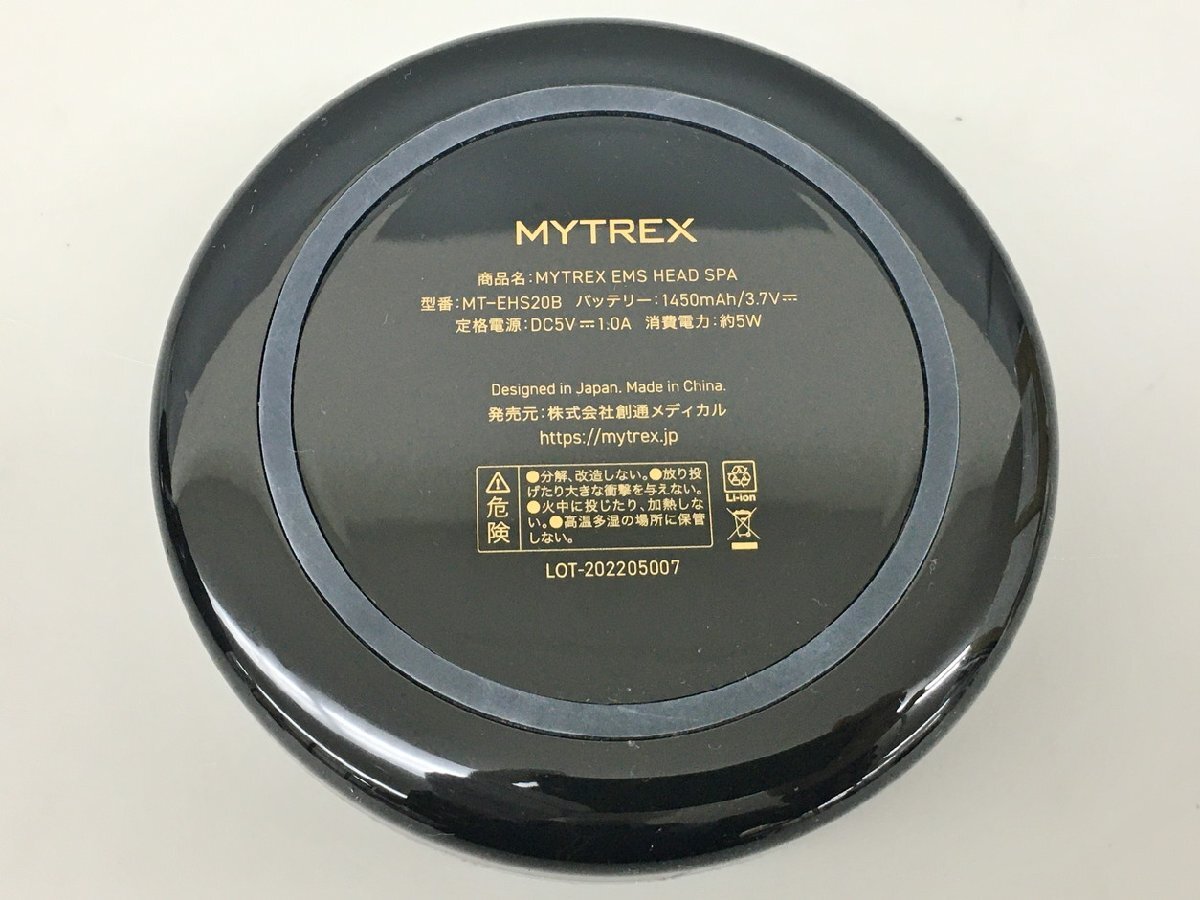 MYTREX
商品名:MYTREX EMS HEAD SPA
型番:MT-EHS20B バッテリー:1450mAh/3.7V⎓
定格電源:DC5V⎓1.0A 消費電力:約5W
Designed in Japan. Made in China.
発売元:株式会社創通メディカル
https://mytrex.jp
⚠危険
●分解、改造しない。●放り投
げたり大きな衝撃を与えない。
●火中に投じたり、加熱しな
い。●高温多湿の場所に保管
しない。
Li-ion
LOT-202205007